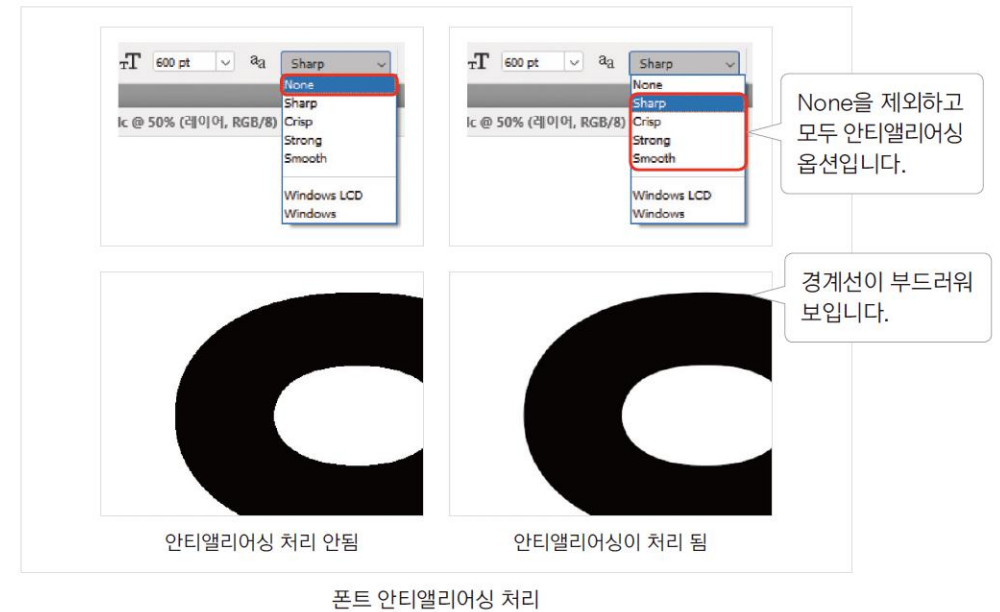 TT 600 pt aa Sharp
None
Sharp
lc @ 50% (레이어, RGB/8) Crisp
Strong
Smooth
Windows LCD
Windows
TT 600 pt aa Sharp
None
Sharp
lc @ 50% (레이어, RGB/8) Crisp
Strong
Smooth
Windows LCD
Windows
None을 제외하고
모두 안티앨리어싱
옵션입니다.
경계선이 부드러워
보입니다.
안티앨리어싱 처리 안됨
안티앨리어싱이 처리 됨
폰트 안티앨리어싱 처리